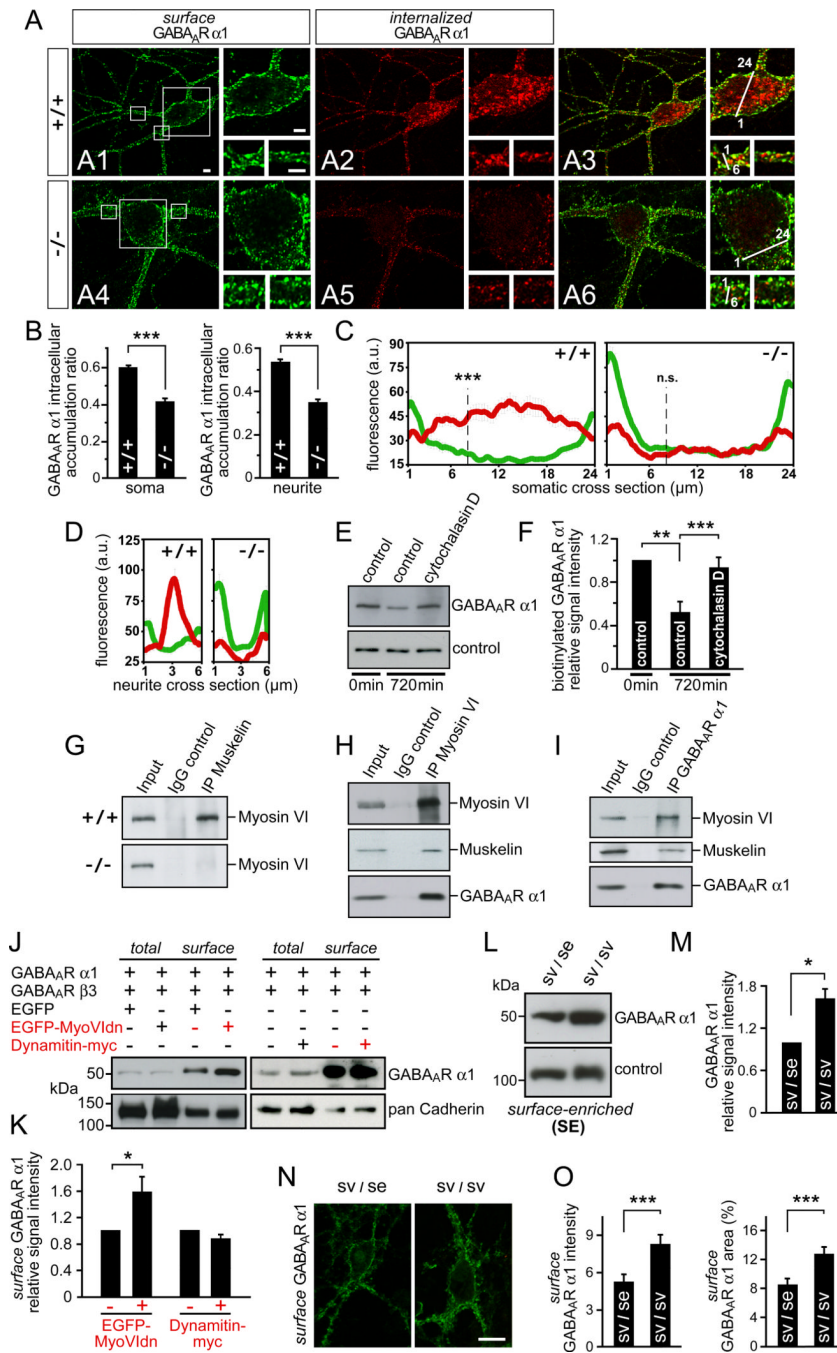 A
surface
GABAAR α1
internalized
GABAAR α1
+/+
A1
A2
A3
24
1
1
6
-/-
A4
A5
A6
24
1
1
6
B
GABAAR α1 intracellular
accumulation ratio
0.6
0.4
0.2
0
***
+/+
-/-
soma
GABAAR α1 intracellular
accumulation ratio
0.6
0.4
0.2
0
***
+/+
-/-
neurite
C
fluorescence (a.u.)
90
75
60
45
30
15
+/+
***
-/-
n.s.
1 6 12 18 24
1 6 12 18 24
somatic cross section (µm)
D
fluorescence (a.u.)
125
100
75
50
25
+/+
-/-
1 3 6
1 3 6
neurite cross section (µm)
E
control
control
cytochalasin D
GABAAR α1
control
0min 720min
F
biotinylated GABAAR α1
relative signal intensity
1.2
0.8
0.4
0
** ***
control
control
cytochalasin D
0min 720min
G
Input
IgG control
IP Muskelin
+/+
Myosin VI
-/-
Myosin VI
H
Input
IgG control
IP Myosin VI
Myosin VI
Muskelin
GABAAR α1
I
Input
IgG control
IP GABAAR α1
Myosin VI
Muskelin
GABAAR α1
J
total surface total surface
GABAAR α1 + + + + + + + +
GABAAR β3 + + + + + + + +
EGFP + - + - - - - -
EGFP-MyoVIdn - + - + - - - -
Dynamitin-myc - - - - - + - +
50
GABAAR α1
kDa
150
100
pan Cadherin
K
surface GABAAR α1
relative signal intensity
2.0
1.6
1.2
0.8
0.4
0
*
- + - +
EGFP-
MyoVIdn
Dynamitin-
myc
L
sv / se
sv / sv
kDa
50
GABAAR α1
100
control
surface-enriched
(SE)
M
GABAAR α1
relative signal intensity
1.6
1.2
0.8
0.4
0
*
sv / se
sv / sv
N
sv / se
sv / sv
surface GABAAR α1
O
surface
GABAAR α1 intensity
9
6
3
0
***
sv / se
sv / sv
surface
GABAAR α1 area (%)
15
10
5
0
***
sv / se
sv / sv